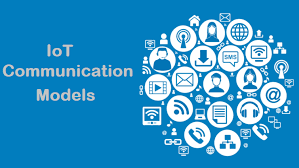 IoT
Communication
Models
SMS